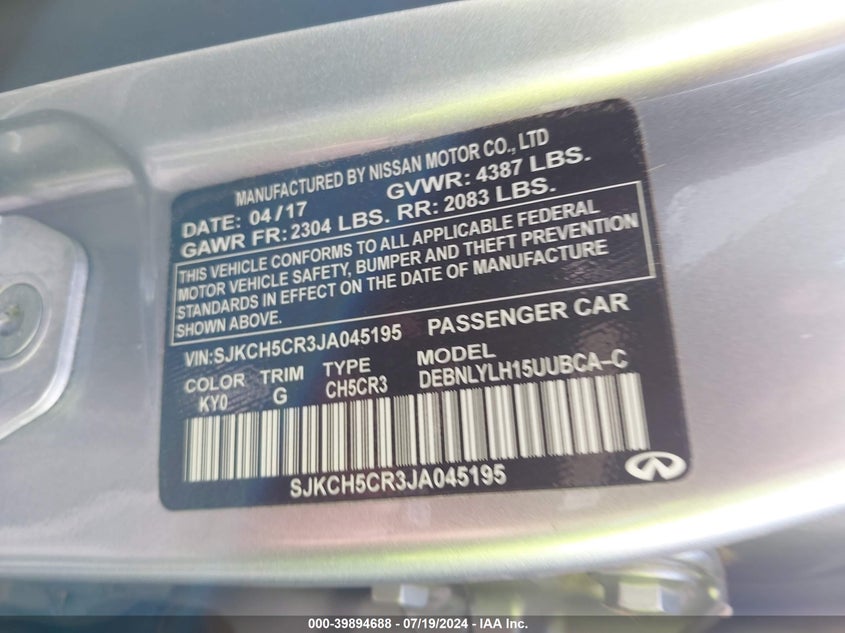 MANUFACTURED BY NISSAN MOTOR CO., LTD
DATE: 04/17 GVWR: 4387 LBS.
GAWR FR: 2304 LBS. RR: 2083 LBS.
THIS VEHICLE CONFORMS TO ALL APPLICABLE FEDERAL
MOTOR VEHICLE SAFETY, BUMPER AND THEFT PREVENTION
STANDARDS IN EFFECT ON THE DATE OF MANUFACTURE
SHOWN ABOVE.
VIN: SJKCH5CR3JA045195 PASSENGER CAR
COLOR TRIM TYPE MODEL
KY0 G CH5CR3 DEBNLYLH15UUBCA-C
SJKCH5CR3JA045195
000-39894688 - 07/19/2024 - IAA Inc.